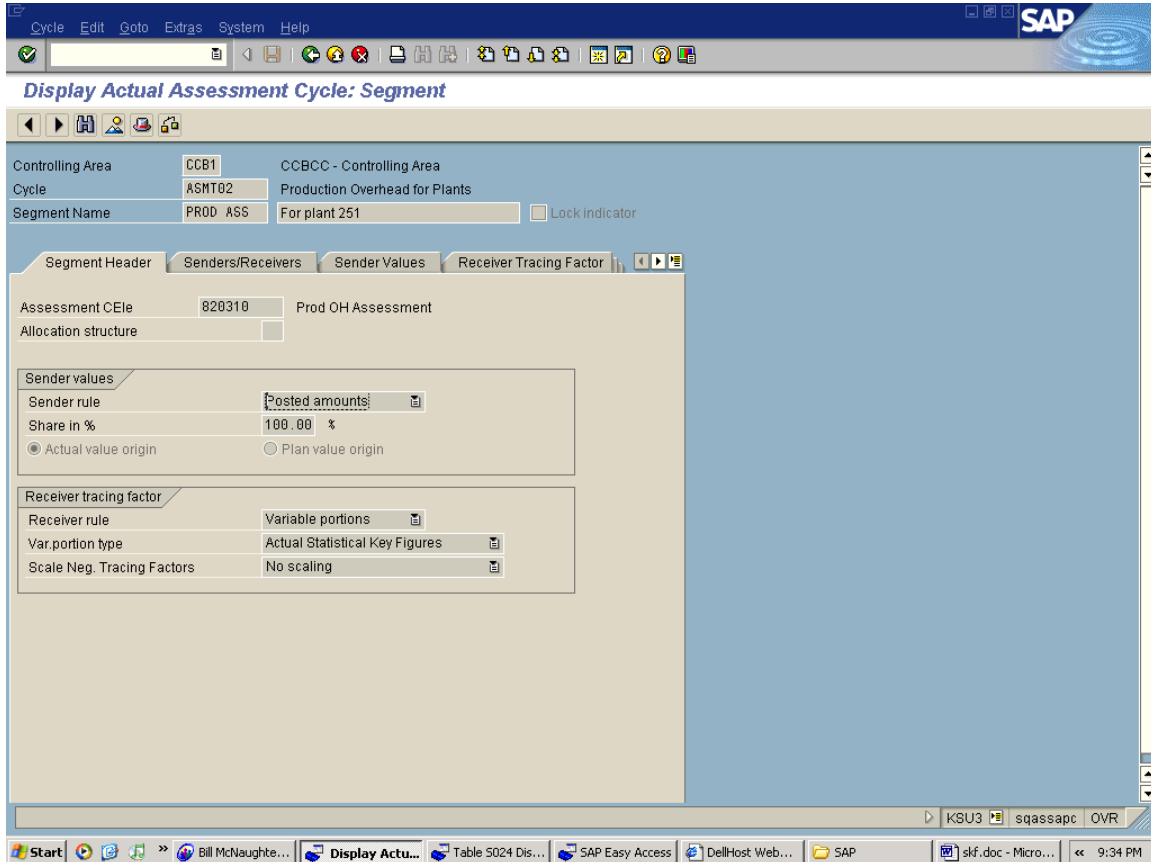 Cycle Edit Goto Extras System Help
SAP
Display Actual Assessment Cycle: Segment
Controlling Area CCB1 CCBCC - Controlling Area
Cycle ASMT02 Production Overhead for Plants
Segment Name PROD ASS For plant 251 Lock indicator
Segment Header Senders/Receivers Sender Values Receiver Tracing Factor
Assessment CEle 820310 Prod OH Assessment
Allocation structure
Sender values
Sender rule Posted amounts
Share in % 100.00 %
Actual value origin Plan value origin
Receiver tracing factor
Receiver rule Variable portions
Var.portion type Actual Statistical Key Figures
Scale Neg. Tracing Factors No scaling
KSU3 sqassapc OVR
Start » Bill McNaughte... Display Actu... Table S024 Dis... SAP Easy Access DellHost Web... SAP skf.doc - Micro... « 9:34 PM